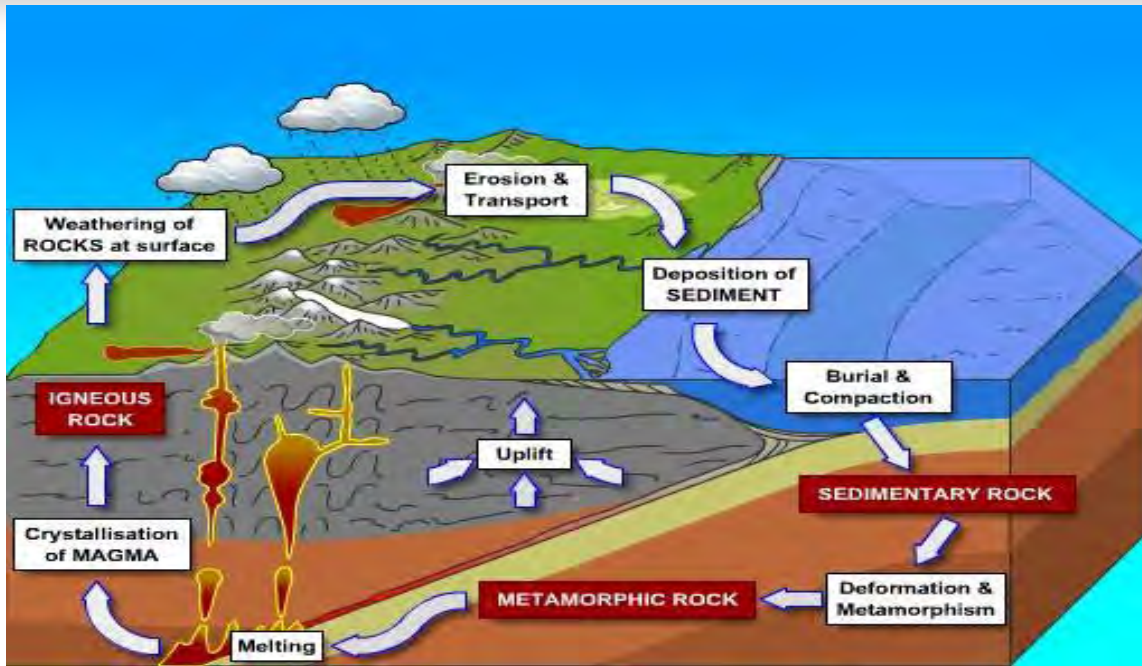 Erosion &
Transport
Weathering of
ROCKS at surface
Deposition of
SEDIMENT
Burial &
Compaction
IGNEOUS
ROCK
Uplift
SEDIMENTARY ROCK
Crystallisation
of MAGMA
Deformation &
Metamorphism
METAMORPHIC ROCK
Melting